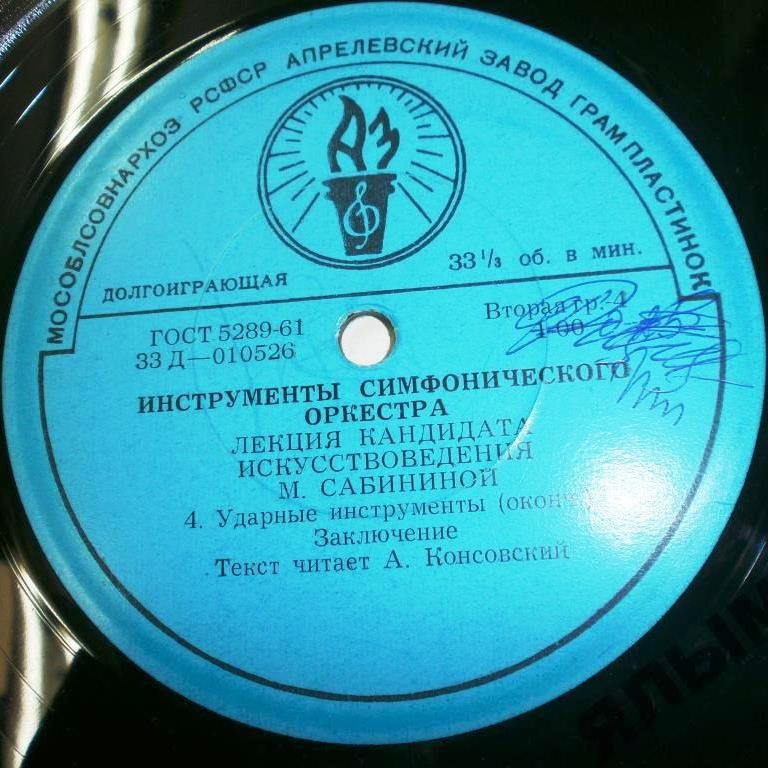 МОСОБЛСОВНАРХОЗ РСФСР АПРЕЛЕВСКИЙ ЗАВОД ГРАМПЛАСТИНОК
АЗ
ДОЛГОИГРАЮЩАЯ
33 1/3 об. в мин.
ГОСТ 5289-61
33 Д—010526
Вторая гр.-4
1-00
ИНСТРУМЕНТЫ СИМФОНИЧЕСКОГО
ОРКЕСТРА
ЛЕКЦИЯ КАНДИДАТА
ИСКУССТВОВЕДЕНИЯ
М. САБИНИНОЙ
4. Ударные инструменты (оконч.)
Заключение
Текст читает А. Консовский